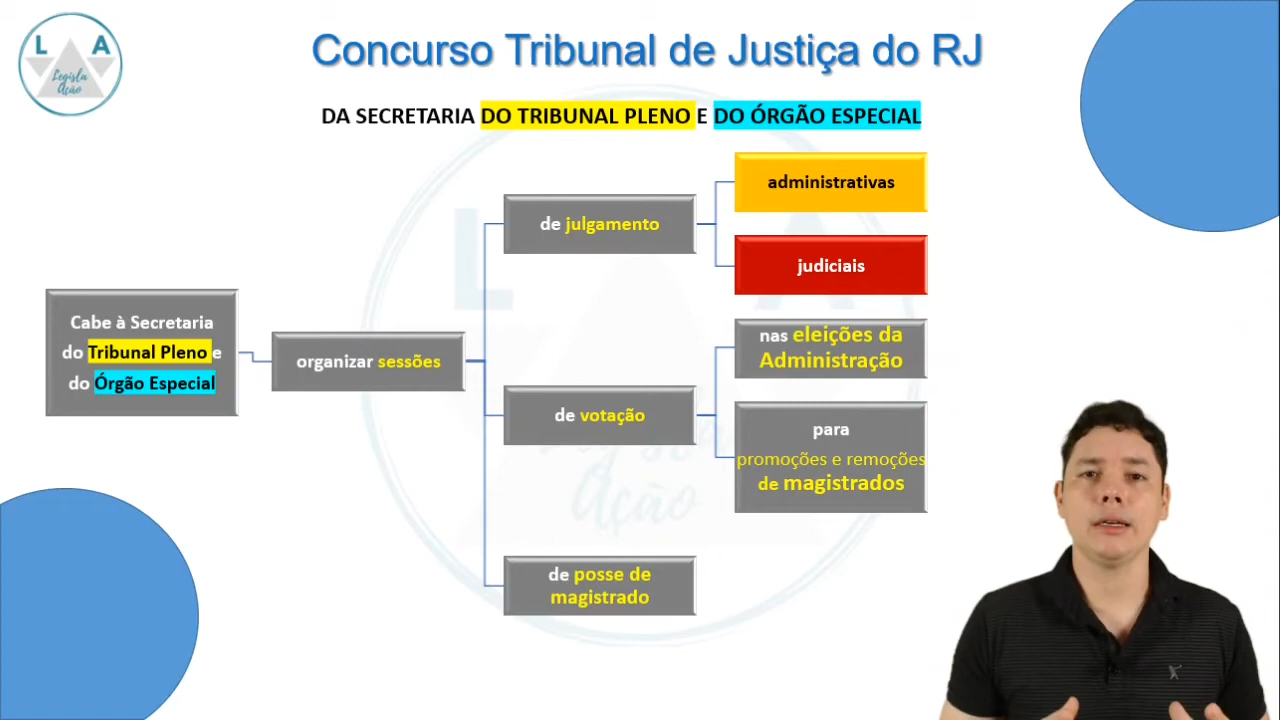 L A
Legisla
Ação
Concurso Tribunal de Justiça do RJ
DA SECRETARIA DO TRIBUNAL PLENO E DO ÓRGÃO ESPECIAL
Cabe à Secretaria
do Tribunal Pleno e
do Órgão Especial
organizar sessões
de julgamento
administrativas
judiciais
de votação
nas eleições da
Administração
para
promoções e remoções
de magistrados
de posse de
magistrado
L A
Legisla
Ação